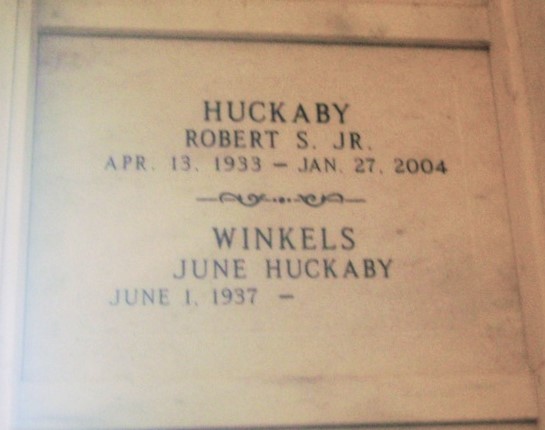 HUCKABY
ROBERT S. JR.
APR. 13, 1933 – JAN. 27, 2004
WINKELS
JUNE HUCKABY
JUNE 1, 1937 –